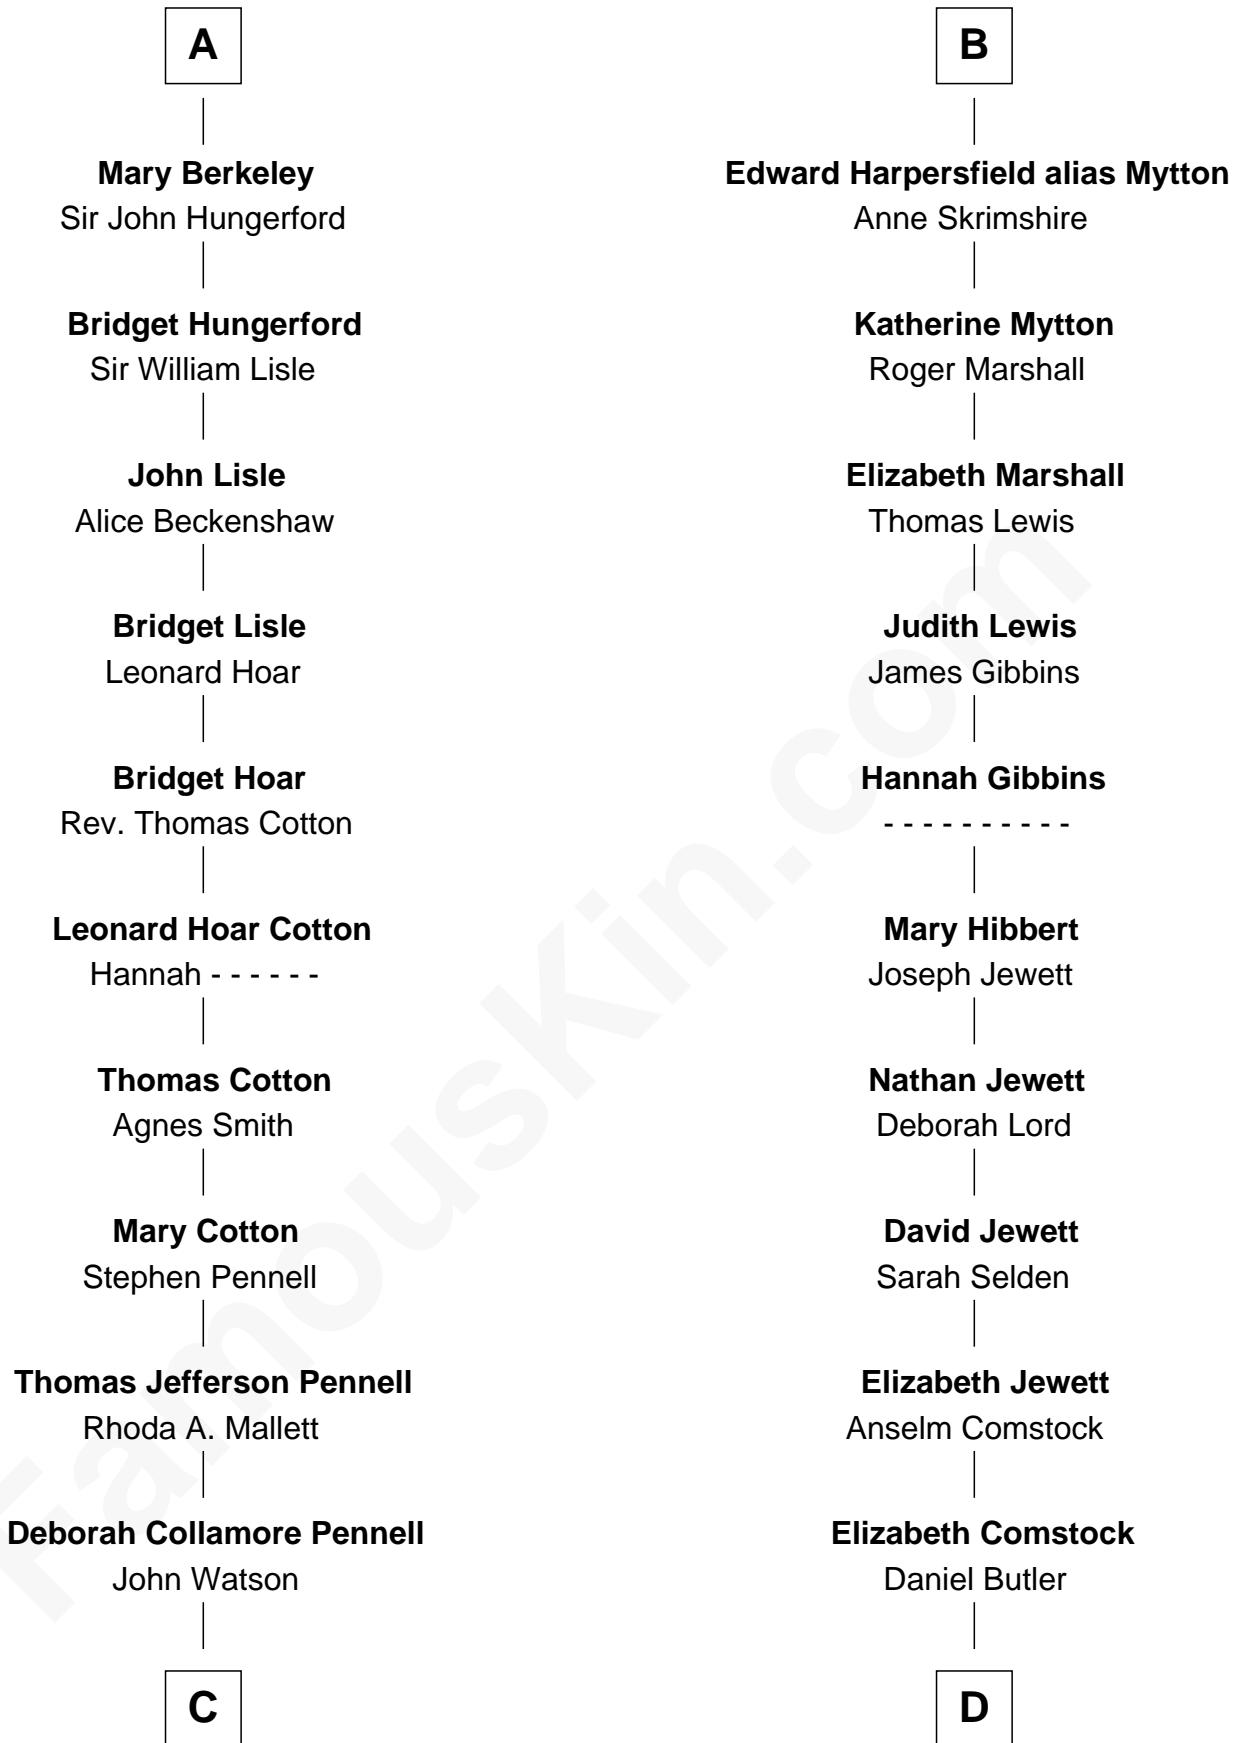 A
Mary Berkeley
Sir John Hungerford
Bridget Hungerford
Sir William Lisle
John Lisle
Alice Beckenshaw
Bridget Lisle
Leonard Hoar
Bridget Hoar
Rev. Thomas Cotton
Leonard Hoar Cotton
Hannah - - - - - -
Thomas Cotton
Agnes Smith
Mary Cotton
Stephen Pennell
Thomas Jefferson Pennell
Rhoda A. Mallett
Deborah Collamore Pennell
John Watson
C
B
Edward Harpersfield alias Mytton
Anne Skrimshire
Katherine Mytton
Roger Marshall
Elizabeth Marshall
Thomas Lewis
Judith Lewis
James Gibbins
Hannah Gibbins
- - - - - - - - - -
Mary Hibbert
Joseph Jewett
Nathan Jewett
Deborah Lord
David Jewett
Sarah Selden
Elizabeth Jewett
Anselm Comstock
Elizabeth Comstock
Daniel Butler
D
FamousKin.com